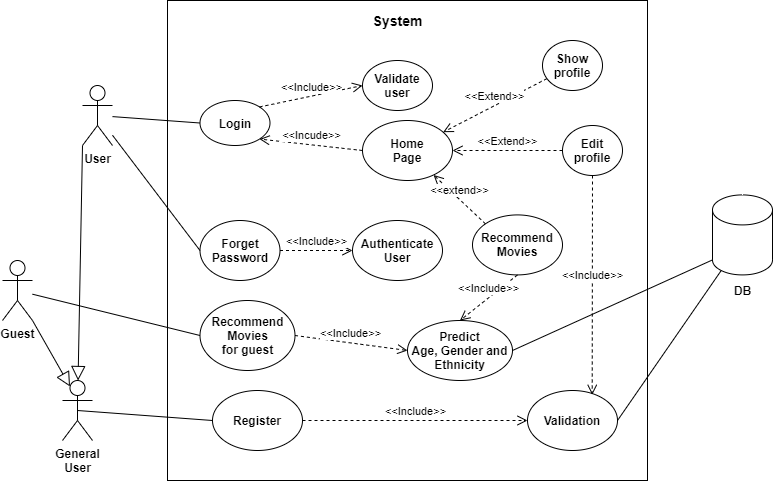 System
Show
profile
<<Extend>>
Validate
user
<<Include>>
Login
<<Incude>>
Home
Page
<<Extend>>
Edit
profile
User
<<extend>>
Forget
Password
<<Include>>
Authenticate
User
Recommend
Movies
<<Include>>
<<Include>>
DB
Guest
Recommend
Movies
for guest
<<Include>>
Predict
Age, Gender and
Ethnicity
General
User
Register
<<Include>>
Validation